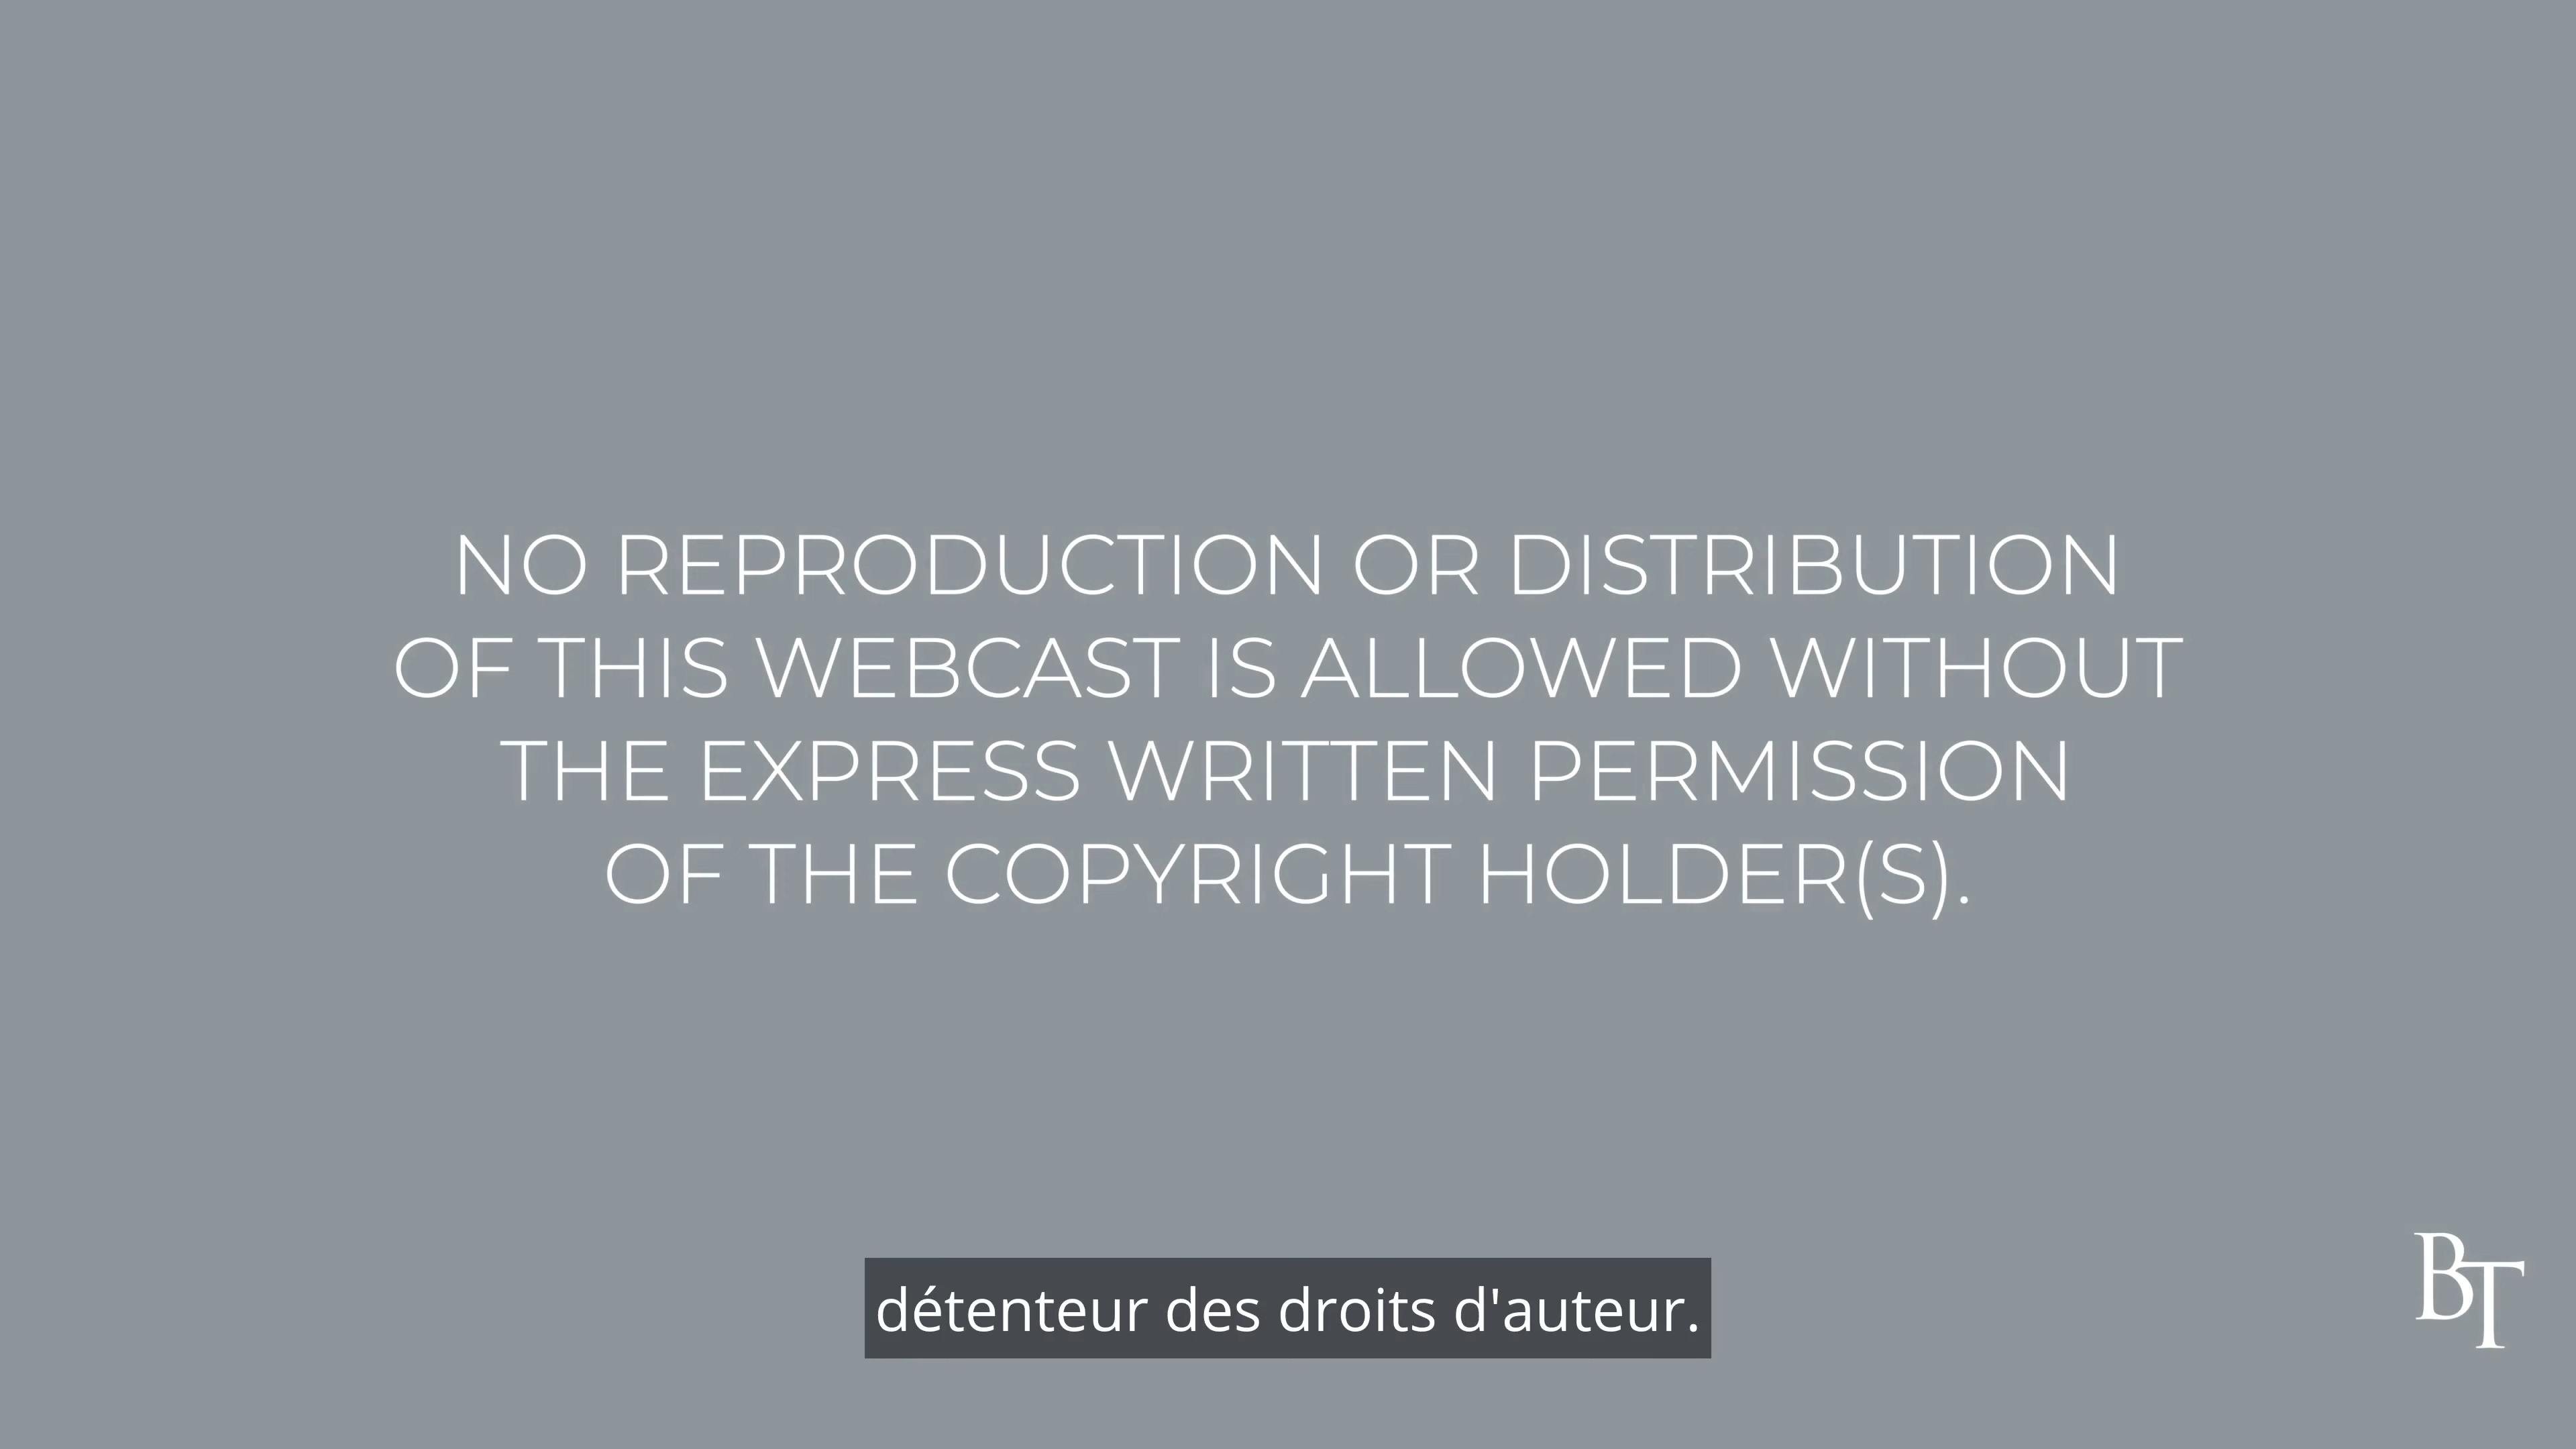 NO REPRODUCTION OR DISTRIBUTION
OF THIS WEBCAST IS ALLOWED WITHOUT
THE EXPRESS WRITTEN PERMISSION
OF THE COPYRIGHT HOLDER(S).
détenteur des droits d'auteur.
BT